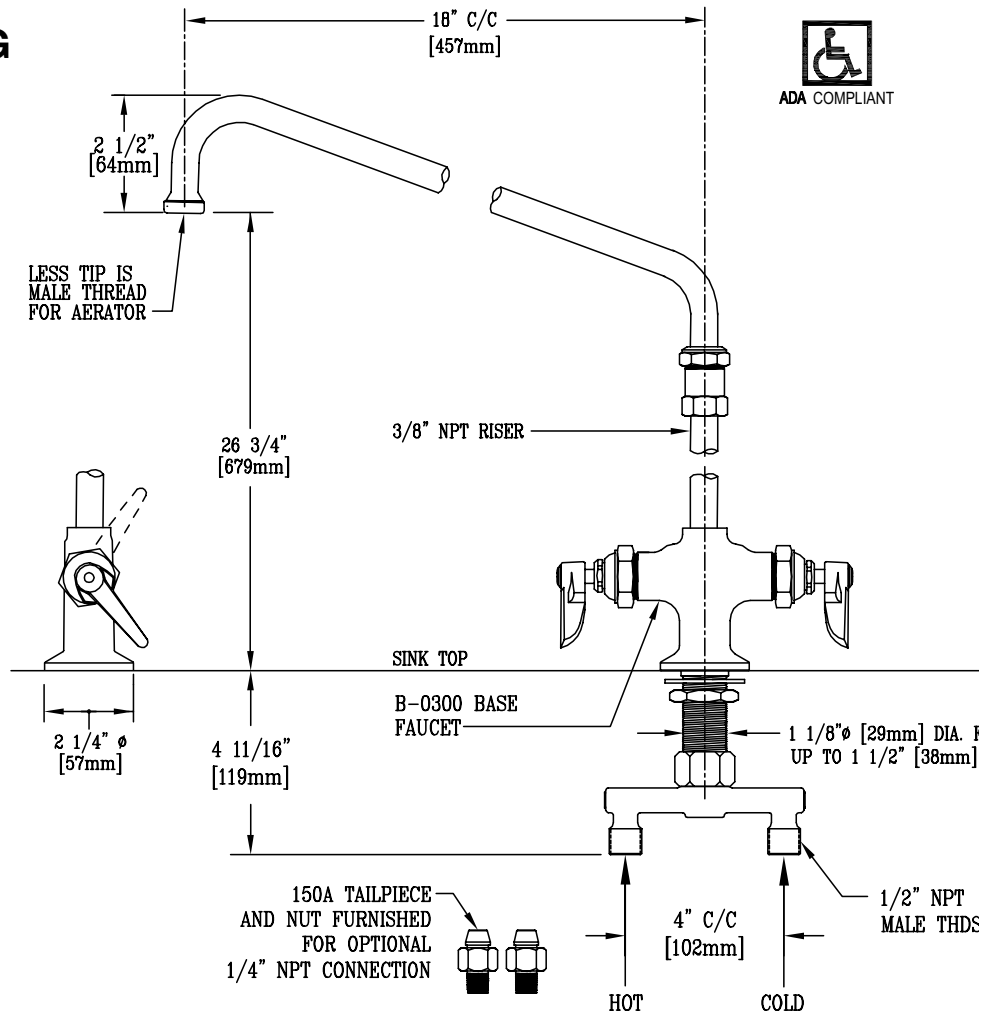 G
18" C/C
[457mm]
ADA COMPLIANT
2 1/2"
[64mm]
LESS TIP IS
MALE THREAD
FOR AERATOR
3/8" NPT RISER
26 3/4"
[679mm]
SINK TOP
B-0300 BASE
FAUCET
2 1/4" ø
[57mm]
4 11/16"
[119mm]
1 1/8"ø [29mm] DIA.
UP TO 1 1/2" [38mm]
150A TAILPIECE
AND NUT FURNISHED
FOR OPTIONAL
1/4" NPT CONNECTION
4" C/C
[102mm]
1/2" NPT
MALE THDS
HOT
COLD